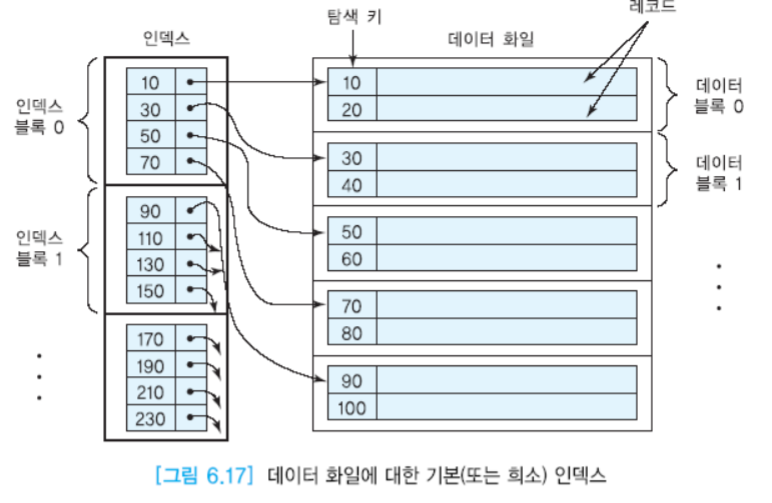 레코드
탐색 키
인덱스
데이터 화일
인덱스
블록 0
10
30
50
70
인덱스
블록 1
90
110
130
150
170
190
210
230
10
20
데이터
블록 0
30
40
데이터
블록 1
50
60
70
80
90
100
[그림 6.17] 데이터 화일에 대한 기본(또는 희소) 인덱스